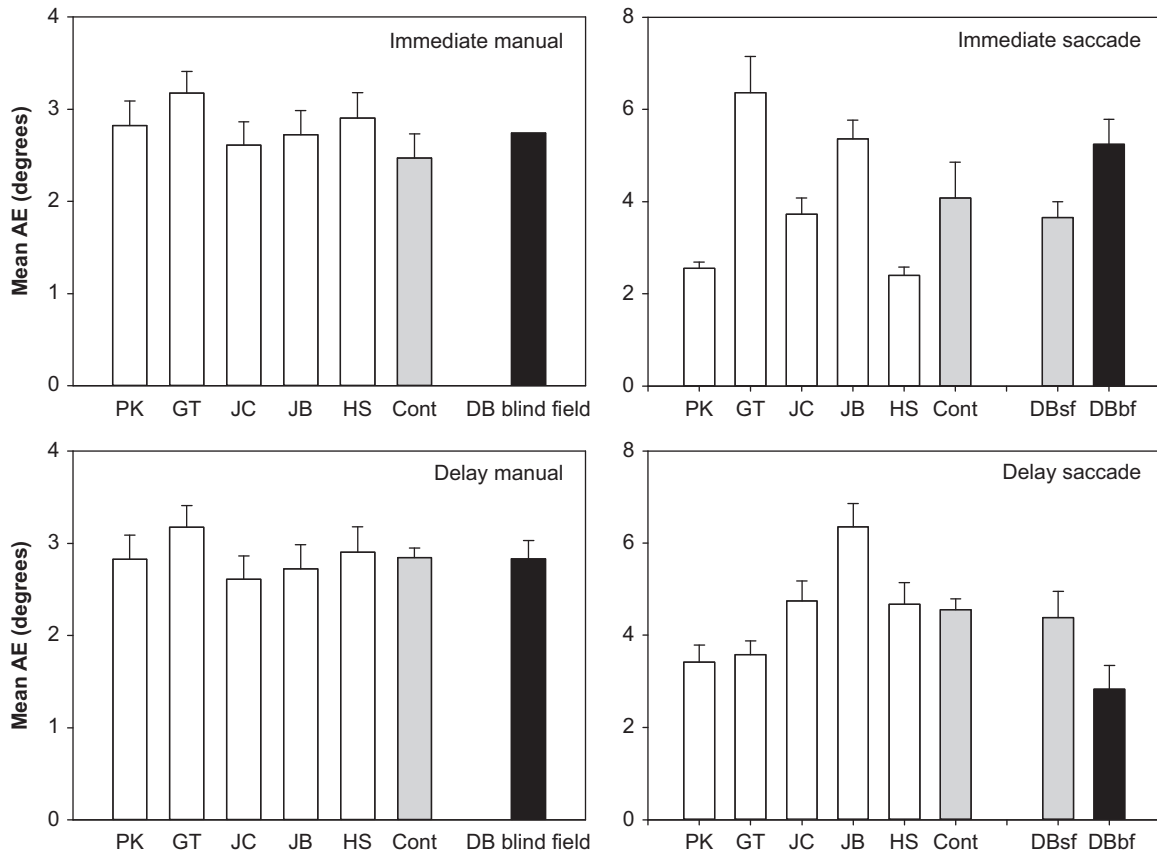 Immediate manual
Mean AE (degrees)
4
3
2
1
0
PK GT JC JB HS Cont DB blind field
Immediate saccade
8
6
4
2
0
PK GT JC JB HS Cont DBsf DBbf
Delay manual
Mean AE (degrees)
4
3
2
1
0
PK GT JC JB HS Cont DB blind field
Delay saccade
8
6
4
2
0
PK GT JC JB HS Cont DBsf DBbf